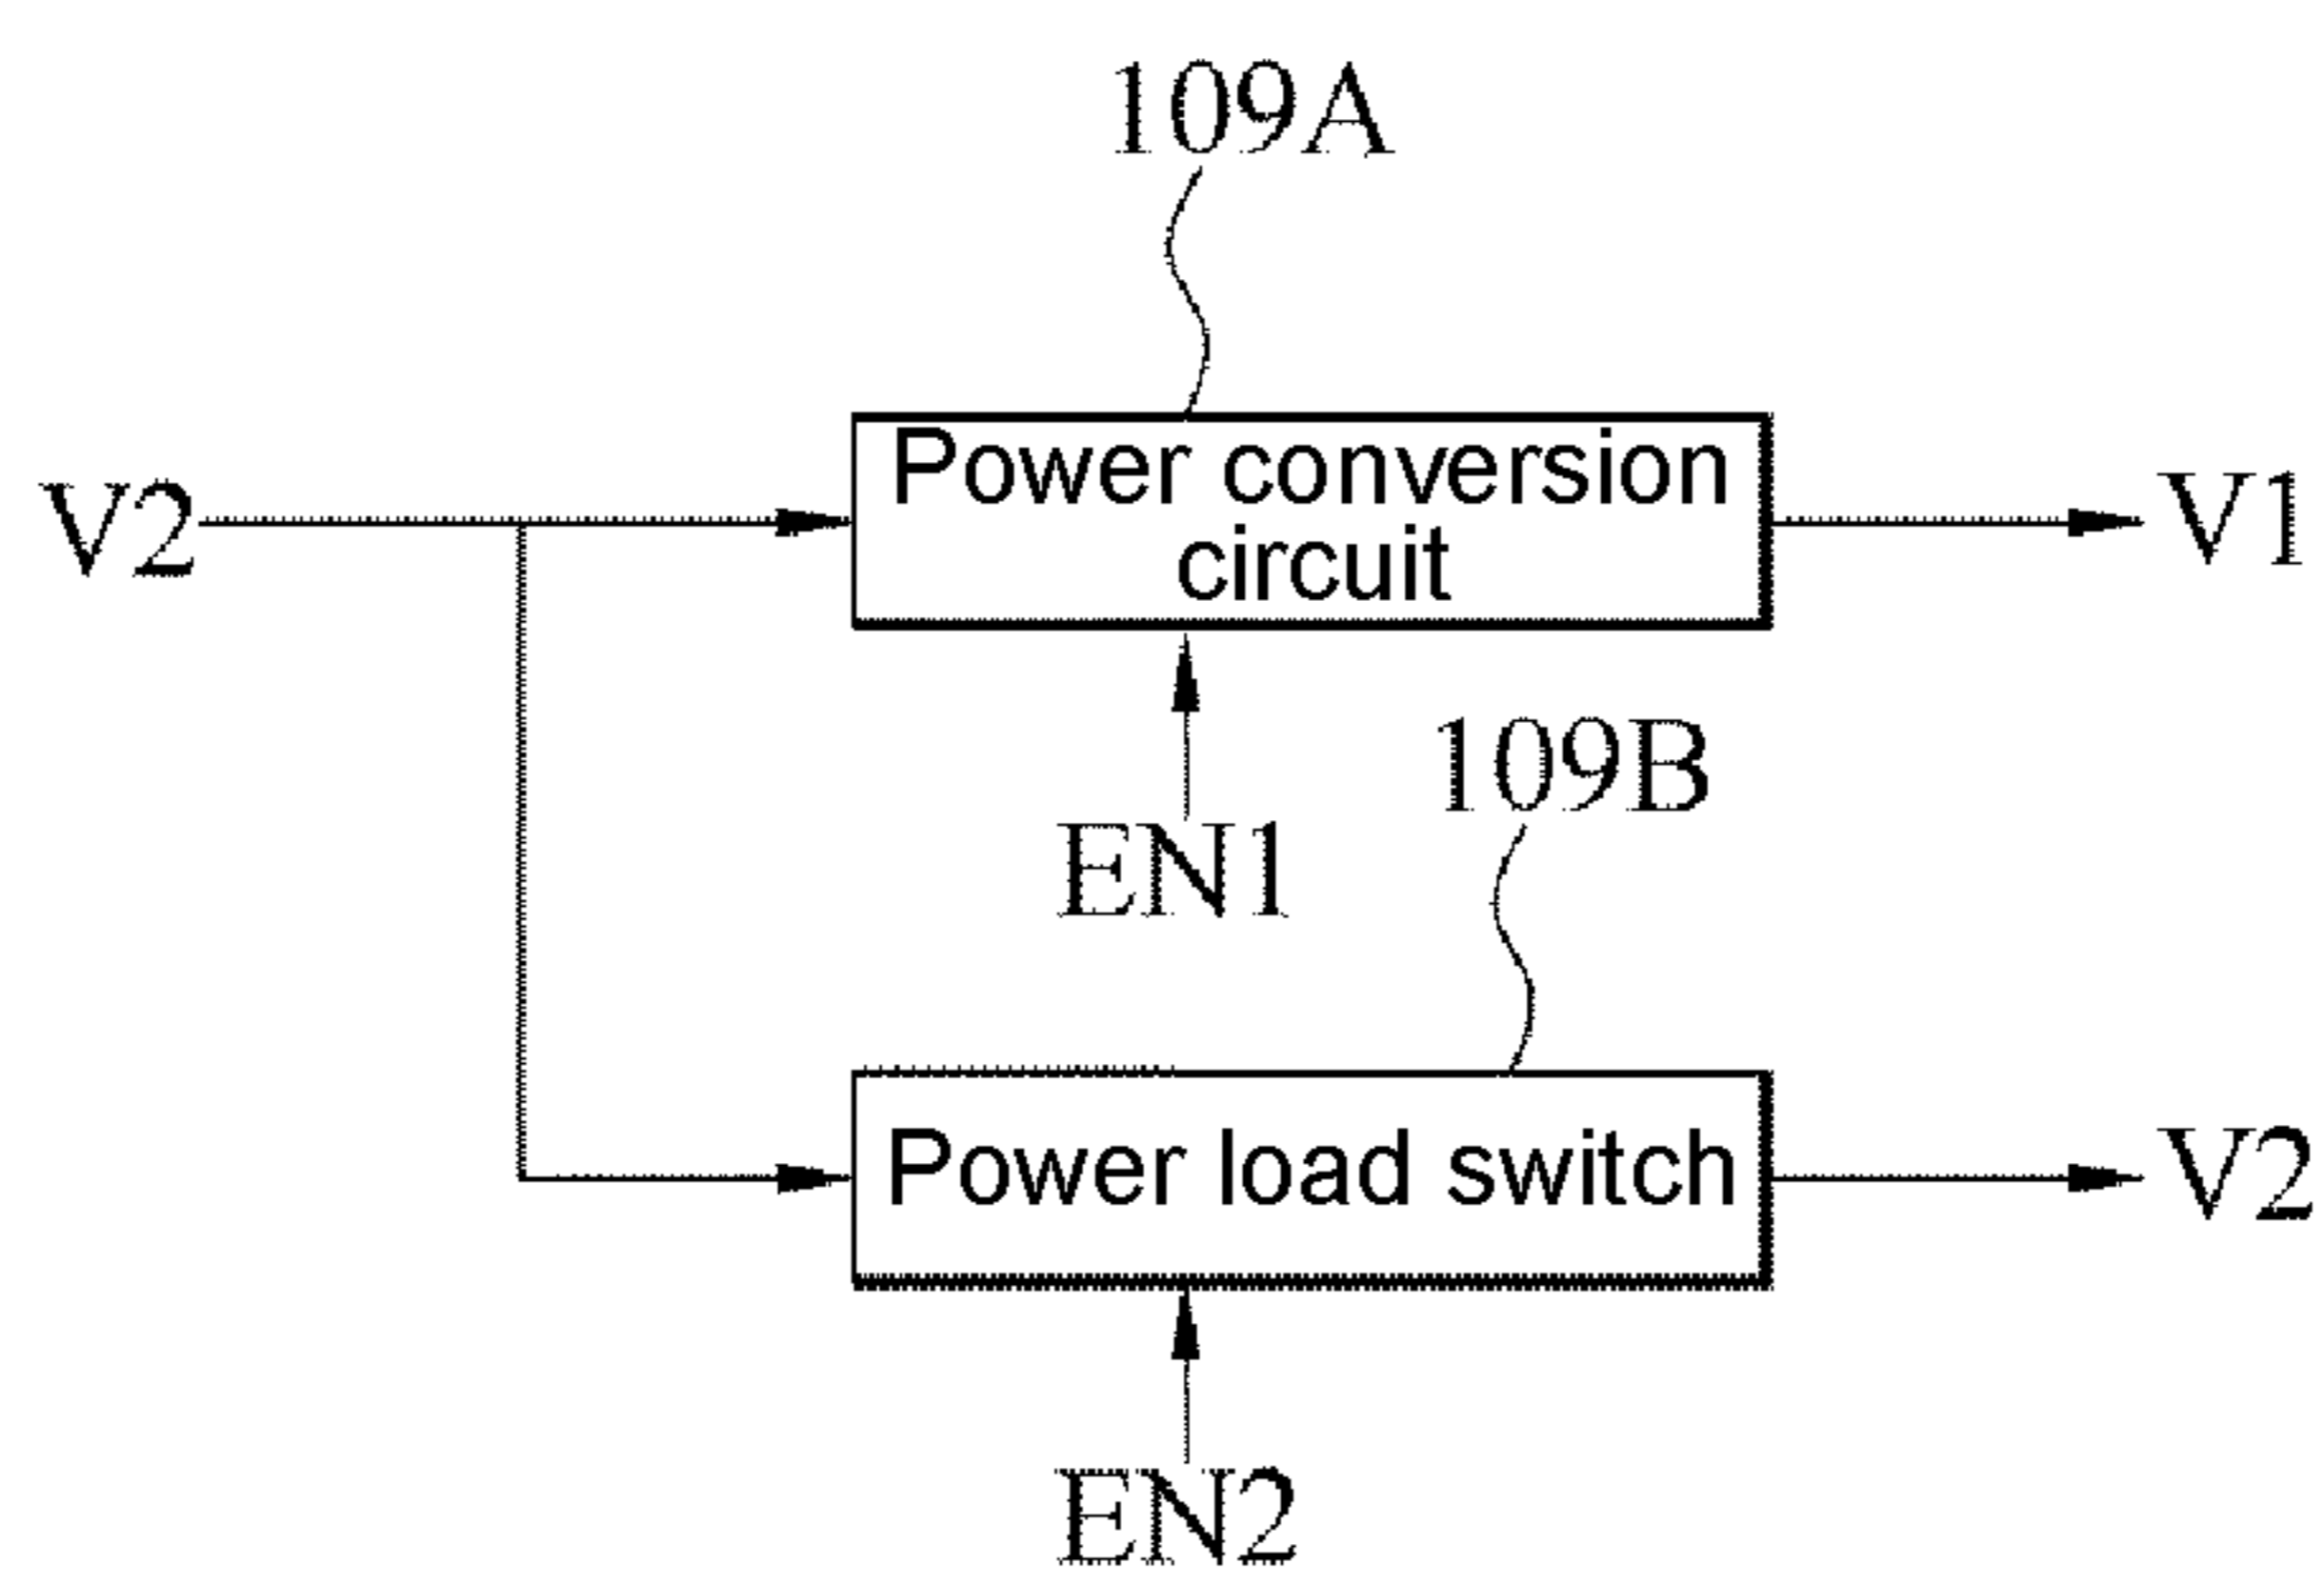 109A
V2
Power conversion
circuit
V1
EN1
109B
Power load switch
V2
EN2